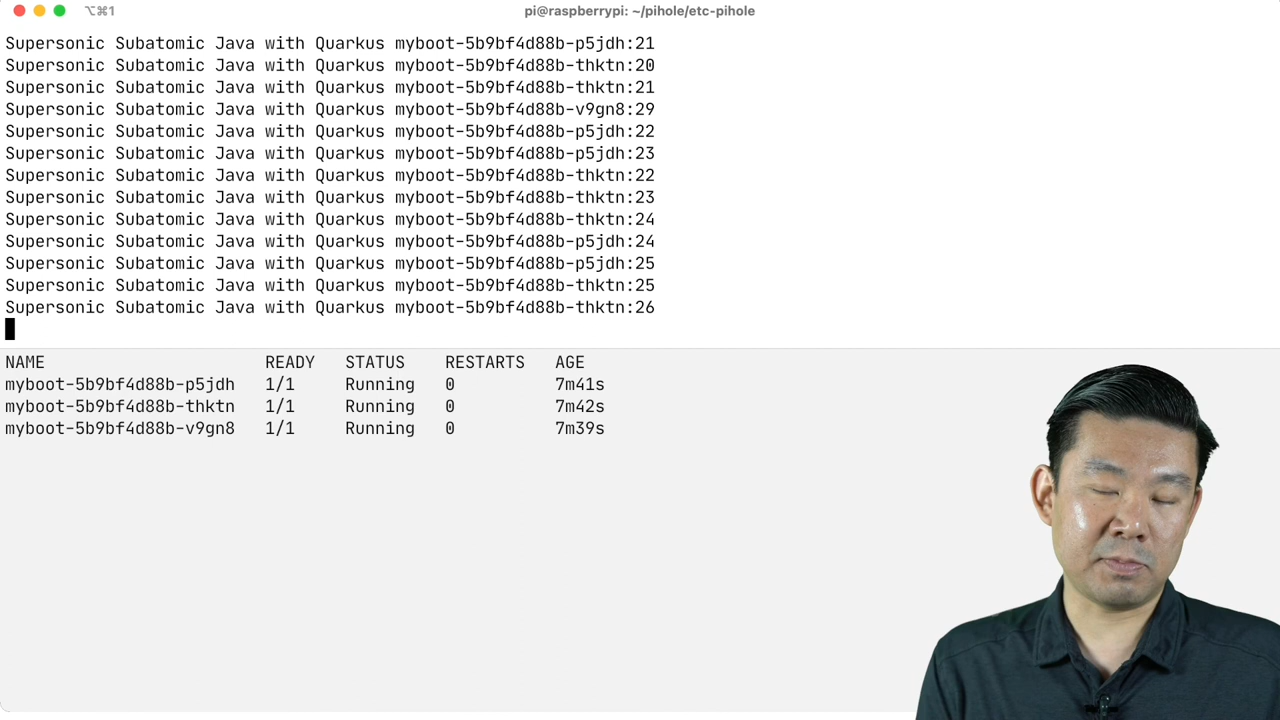 ⌥⌘1
pi@raspberrypi: ~/pihole/etc-pihole
Supersonic Subatomic Java with Quarkus myboot-5b9bf4d88b-p5jdh:21
Supersonic Subatomic Java with Quarkus myboot-5b9bf4d88b-thktn:20
Supersonic Subatomic Java with Quarkus myboot-5b9bf4d88b-thktn:21
Supersonic Subatomic Java with Quarkus myboot-5b9bf4d88b-v9gn8:29
Supersonic Subatomic Java with Quarkus myboot-5b9bf4d88b-p5jdh:22
Supersonic Subatomic Java with Quarkus myboot-5b9bf4d88b-p5jdh:23
Supersonic Subatomic Java with Quarkus myboot-5b9bf4d88b-thktn:22
Supersonic Subatomic Java with Quarkus myboot-5b9bf4d88b-thktn:23
Supersonic Subatomic Java with Quarkus myboot-5b9bf4d88b-thktn:24
Supersonic Subatomic Java with Quarkus myboot-5b9bf4d88b-p5jdh:24
Supersonic Subatomic Java with Quarkus myboot-5b9bf4d88b-p5jdh:25
Supersonic Subatomic Java with Quarkus myboot-5b9bf4d88b-thktn:25
Supersonic Subatomic Java with Quarkus myboot-5b9bf4d88b-thktn:26
NAME READY STATUS RESTARTS AGE
myboot-5b9bf4d88b-p5jdh 1/1 Running 0 7m41s
myboot-5b9bf4d88b-thktn 1/1 Running 0 7m42s
myboot-5b9bf4d88b-v9gn8 1/1 Running 0 7m39s